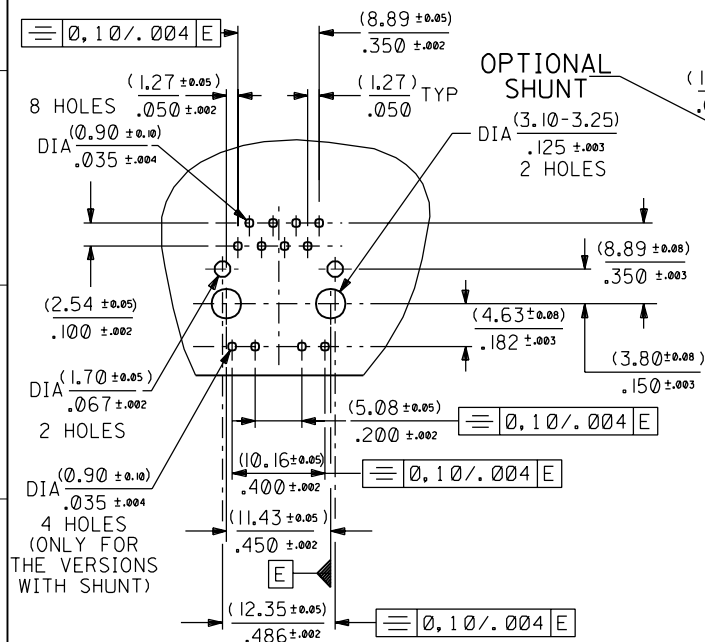 0,10/.004 E
(8.89 ±0.05)
.350 ±.002
OPTIONAL
SHUNT
(1
(1.27 ±0.05)
.050 ±.002
(1.27) TYP
.050
8 HOLES
DIA (0.90 ±0.10)
.035 ±.004
DIA (3.10-3.25)
.125 ±.003
2 HOLES
(8.89 ±0.08)
.350 ±.003
(2.54 ±0.05)
.100 ±.002
(4.63±0.08)
.182 ±.003
(3.80±0.08)
.150 ±.003
DIA (1.70 ±0.05)
.067 ±.002
2 HOLES
(5.08 ±0.05)
.200 ±.002
0,10/.004 E
(10.16±0.05)
.400 ±.002
0,10/.004 E
DIA (0.90 ±0.10)
.035 ±.004
4 HOLES
(ONLY FOR
THE VERSIONS
WITH SHUNT)
(11.43 ±0.05)
.450 ±.002
E
(12.35±0.05)
.486±.002
0,10/.004 E